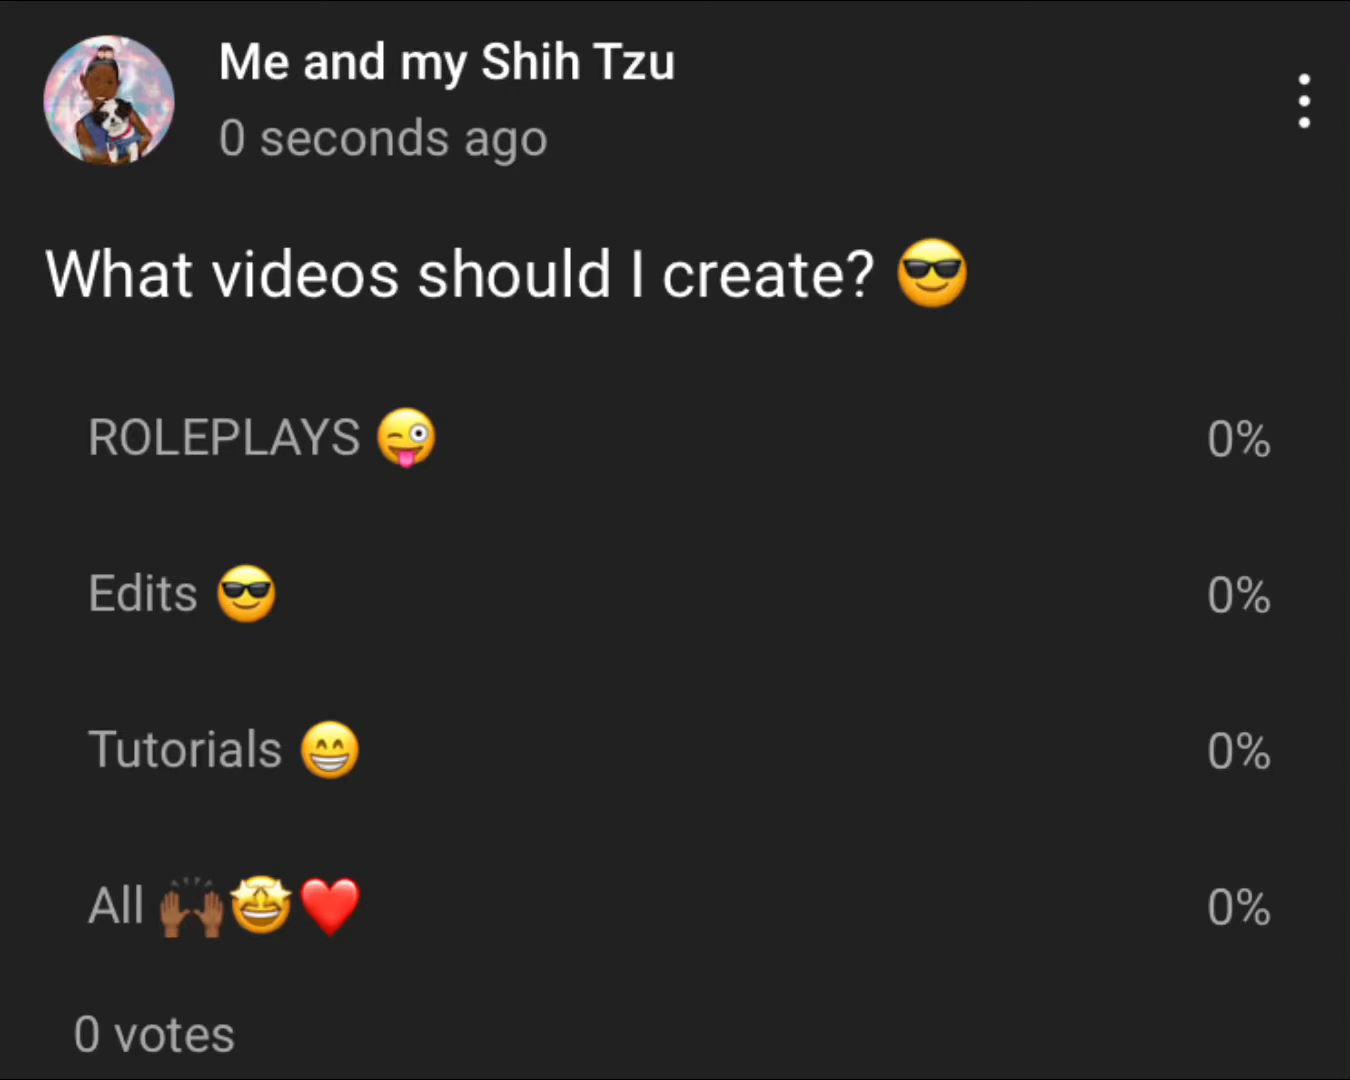 Me and my Shih Tzu
0 seconds ago
What videos should I create? 😎
ROLEPLAYS 😜 0%
Edits 😎 0%
Tutorials 😁 0%
All 🙌🏾🤩❤️ 0%
0 votes